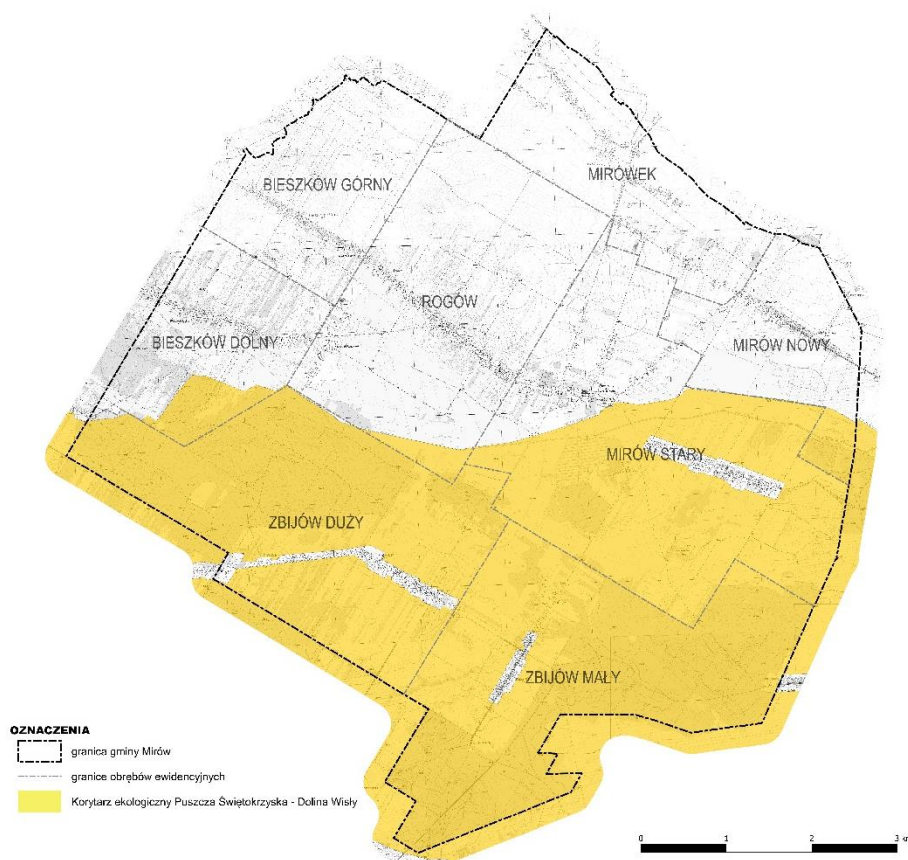 BIESZKÓW GÓRNY
MIRÓWEK
ROGÓW
BIESZKÓW DOLNY
MIRÓW NOWY
MIRÓW STARY
ZBIJÓW DUŻY
ZBIJÓW MAŁY
OZNACZENIA
granica gminy Mirów
granice obrębów ewidencyjnych
Korytarz ekologiczny Puszcza Świętokrzyska - Dolina Wisły
0 1 2 3 km